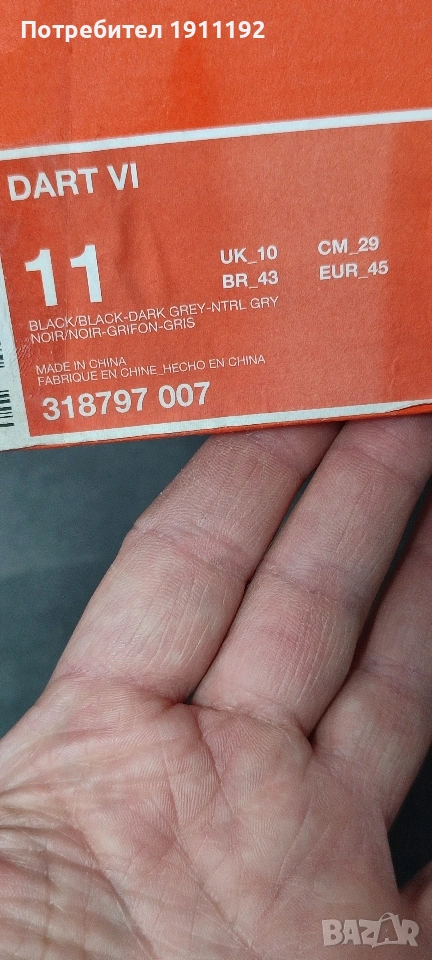 Потребител 1911192
DART VI
11
UK_10 CM_29
BR_43 EUR_45
BLACK/BLACK-DARK GREY-NTRL GRY
NOIR/NOIR-GRIFON-GRIS
MADE IN CHINA
FABRIQUE EN CHINE_HECHO EN CHINA
318797 007
BAZAR